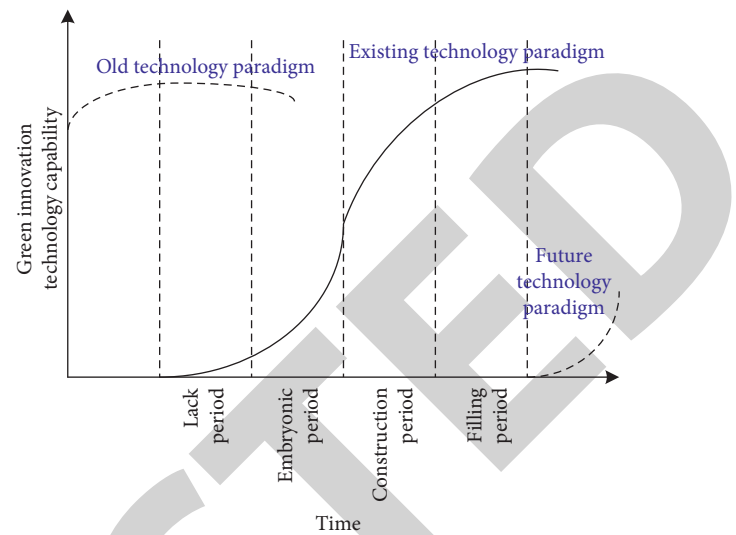 Old technology paradigm
Existing technology paradigm
Green innovation
technology capability
Future
technology
paradigm
Lack
period
Embryonic
period
Construction
period
Filling
period
Time
TED